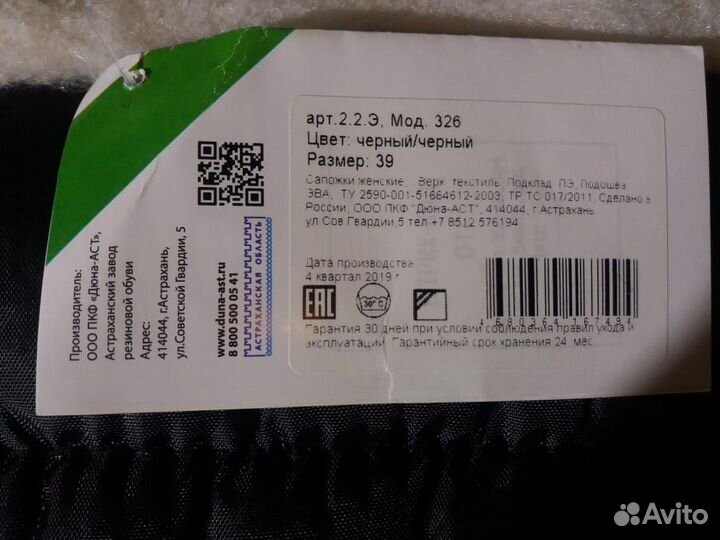 Производитель:
ООО ПКФ «Дюна-АСТ»,
Астраханский завод
резиновой обуви
Адрес:
414044, г.Астрахань,
ул.Советской Гвардии, 5
www.duna-ast.ru
8 800 500 05 41
АСТРАХАНСКАЯ ОБЛАСТЬ
арт.2.2.Э, Мод. 326
Цвет: черный/черный
Размер: 39
Сапожки женские, Верх текстиль, Подклад ПЭ, Подошва
ЭВА, ТУ 2590-001-51664612-2003, ТР ТС 017/2011, Сделано в
России, ООО ПКФ "Дюна-АСТ", 414044, г Астрахань
ул.Сов.Гвардии,5 тел +7 8512 576194
Дата производства
4 квартал 2019 г
EAC
30° C
4 680364 167494
Гарантия 30 дней при условии соблюдения правил ухода и
эксплуатации. Гарантийный срок хранения 24 мес
Avito